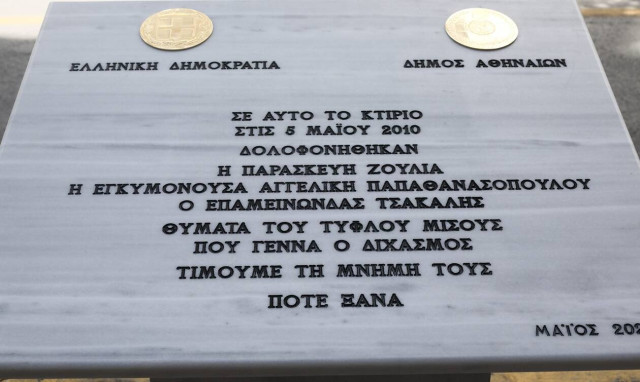 ΕΛΛΗΝΙΚΗ ΔΗΜΟΚΡΑΤΙΑ
ΔΗΜΟΣ ΑΘΗΝΑΙΩΝ
ΣΕ ΑΥΤΟ ΤΟ ΚΤΙΡΙΟ
ΣΤΙΣ 5 ΜΑΪΟΥ 2010
ΔΟΛΟΦΟΝΗΘΗΚΑΝ
Η ΠΑΡΑΣΚΕΥΗ ΖΟΥΛΙΑ
Η ΕΓΚΥΜΟΝΟΥΣΑ ΑΓΓΕΛΙΚΗ ΠΑΠΑΘΑΝΑΣΟΠΟΥΛΟΥ
Ο ΕΠΑΜΕΙΝΩΝΔΑΣ ΤΣΑΚΑΛΗΣ
ΘΥΜΑΤΑ ΤΟΥ ΤΥΦΛΟΥ ΜΙΣΟΥΣ
ΠΟΥ ΓΕΝΝΑ Ο ΔΙΧΑΣΜΟΣ
ΤΙΜΟΥΜΕ ΤΗ ΜΝΗΜΗ ΤΟΥΣ
ΠΟΤΕ ΞΑΝΑ
ΜΑΪΟΣ